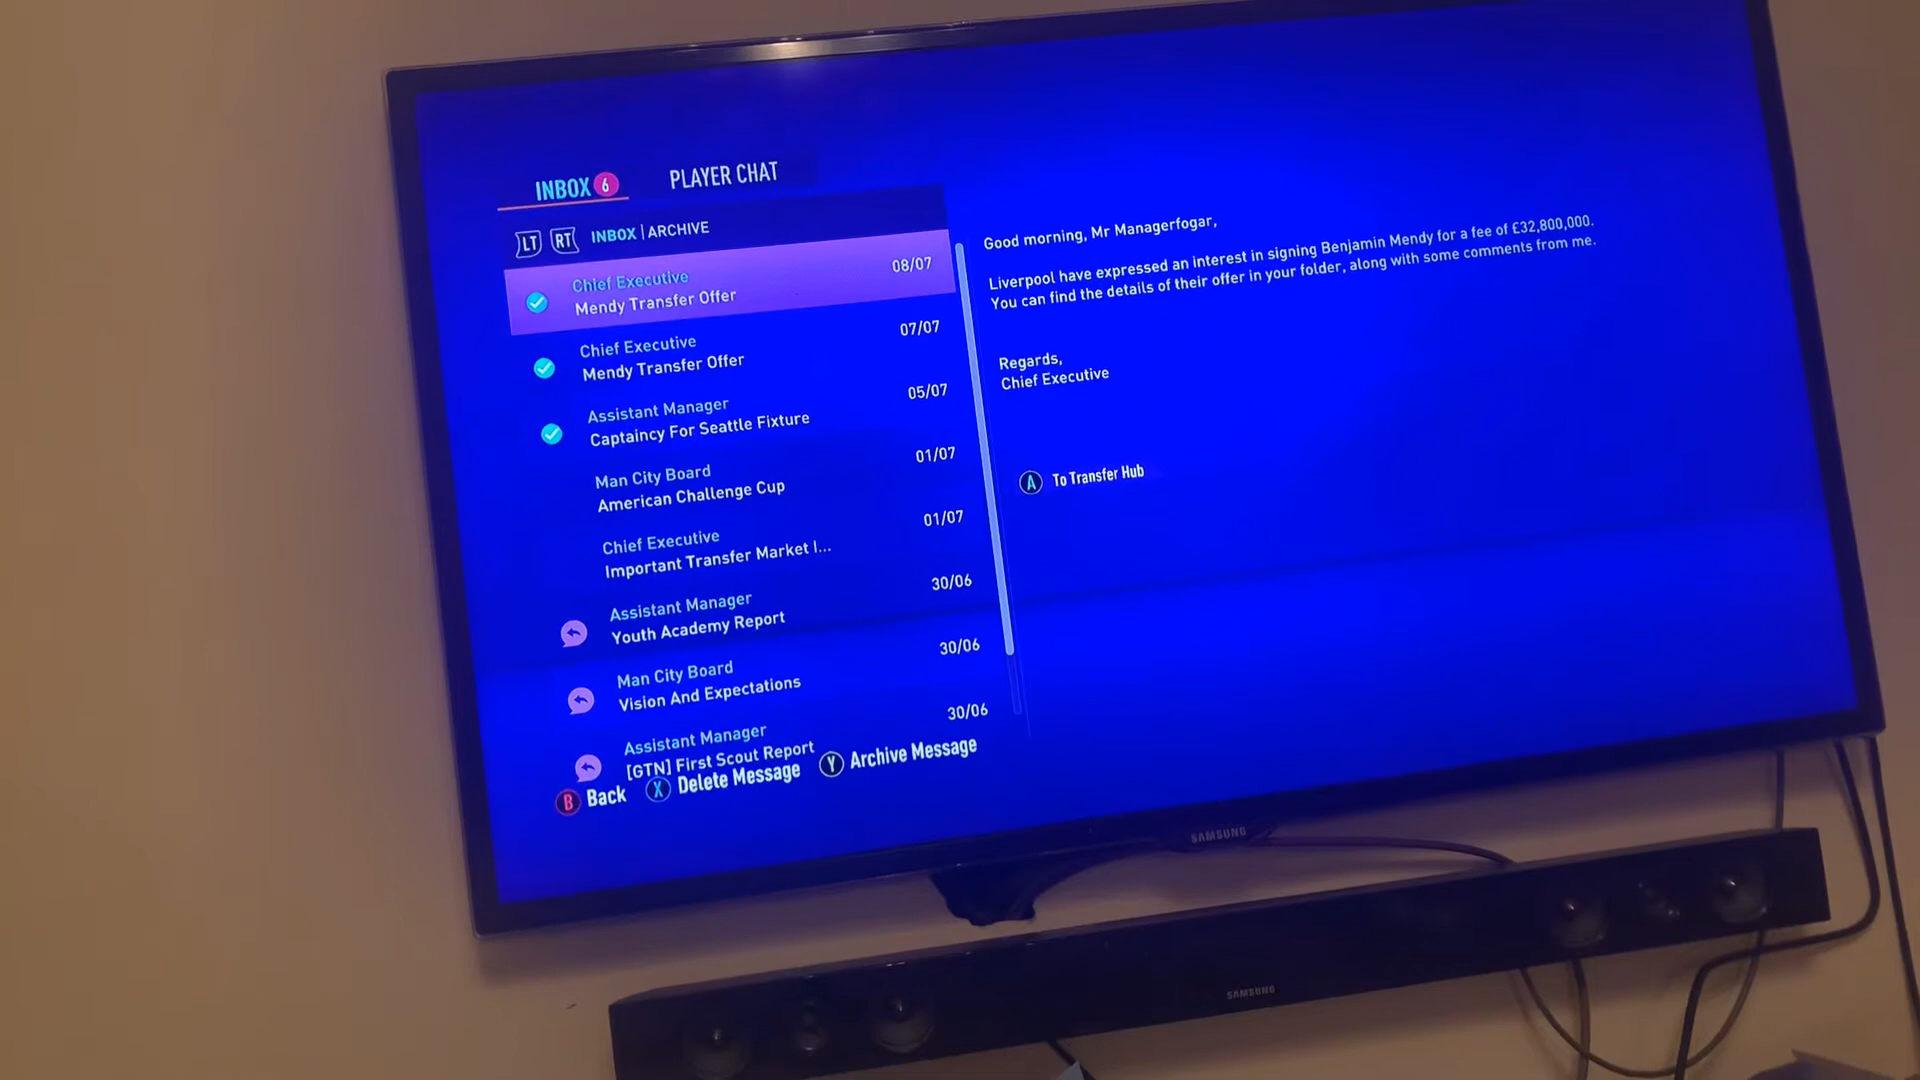 INBOX 6
PLAYER CHAT
LT RT INBOX | ARCHIVE
Chief Executive 08/07
Mendy Transfer Offer
Chief Executive 07/07
Mendy Transfer Offer
Assistant Manager 05/07
Captaincy For Seattle Fixture
Man City Board 01/07
American Challenge Cup
Chief Executive 01/07
Important Transfer Market I...
Assistant Manager 30/06
Youth Academy Report
Man City Board 30/06
Vision And Expectations
Assistant Manager 30/06
[GTN] First Scout Report
B Back X Delete Message Y Archive Message
Good morning, Mr Managerfogar,
Liverpool have expressed an interest in signing Benjamin Mendy for a fee of £32,800,000.
You can find the details of their offer in your folder, along with some comments from me.
Regards,
Chief Executive
A To Transfer Hub
SAMSUNG
SAMSUNG